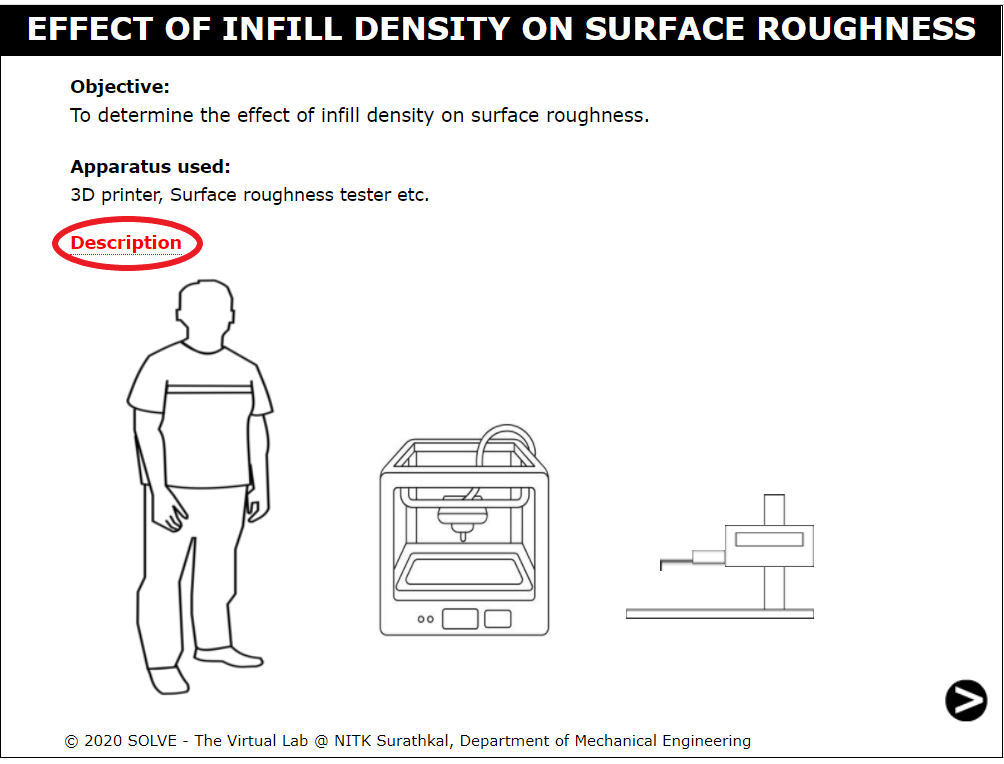 EFFECT OF INFILL DENSITY ON SURFACE ROUGHNESS
Objective:
To determine the effect of infill density on surface roughness.
Apparatus used:
3D printer, Surface roughness tester etc.
Description
© 2020 SOLVE - The Virtual Lab @ NITK Surathkal, Department of Mechanical Engineering